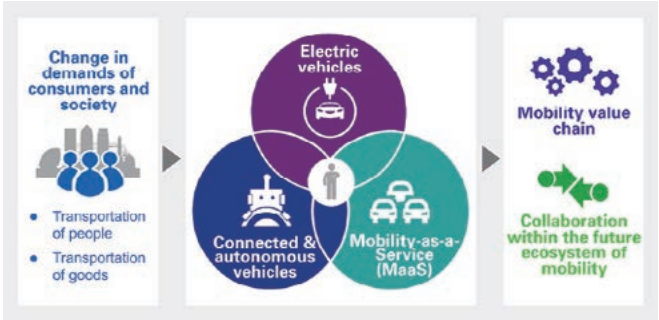 Change in
demands of
consumers and
society
• Transportation
of people
• Transportation
of goods
Electric
vehicles
Connected &
autonomous
vehicles
Mobility-as-a-
Service
(MaaS)
Mobility value
chain
Collaboration
within the future
ecosystem of
mobility